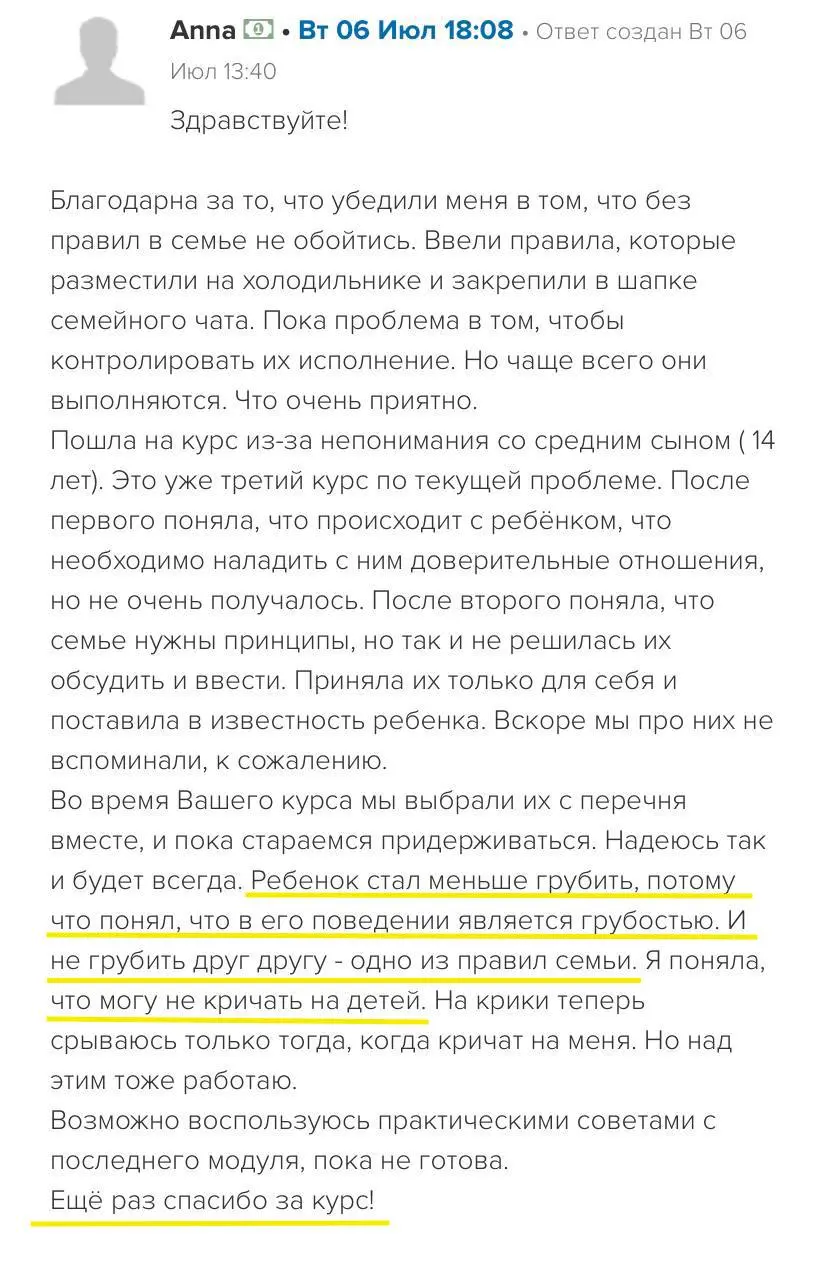 Anna • Вт 06 Июл 18:08 • Ответ создан Вт 06
Июл 13:40
Здравствуйте!
Благодарна за то, что убедили меня в том, что без
правил в семье не обойтись. Ввели правила, которые
разместили на холодильнике и закрепили в шапке
семейного чата. Пока проблема в том, чтобы
контролировать их исполнение. Но чаще всего они
выполняются. Что очень приятно.
Пошла на курс из-за непонимания со средним сыном ( 14
лет). Это уже третий курс по текущей проблеме. После
первого поняла, что происходит с ребёнком, что
необходимо наладить с ним доверительные отношения,
но не очень получалось. После второго поняла, что
семье нужны принципы, но так и не решилась их
обсудить и ввести. Приняла их только для себя и
поставила в известность ребенка. Вскоре мы про них не
вспоминали, к сожалению.
Во время Вашего курса мы выбрали их с перечня
вместе, и пока стараемся придерживаться. Надеюсь так
и будет всегда. Ребенок стал меньше грубить, потому
что понял, что в его поведении является грубостью. И
не грубить друг другу - одно из правил семьи. Я поняла,
что могу не кричать на детей. На крики теперь
срываюсь только тогда, когда кричат на меня. Но над
этим тоже работаю.
Возможно воспользуюсь практическими советами с
последнего модуля, пока не готова.
Ещё раз спасибо за курс!